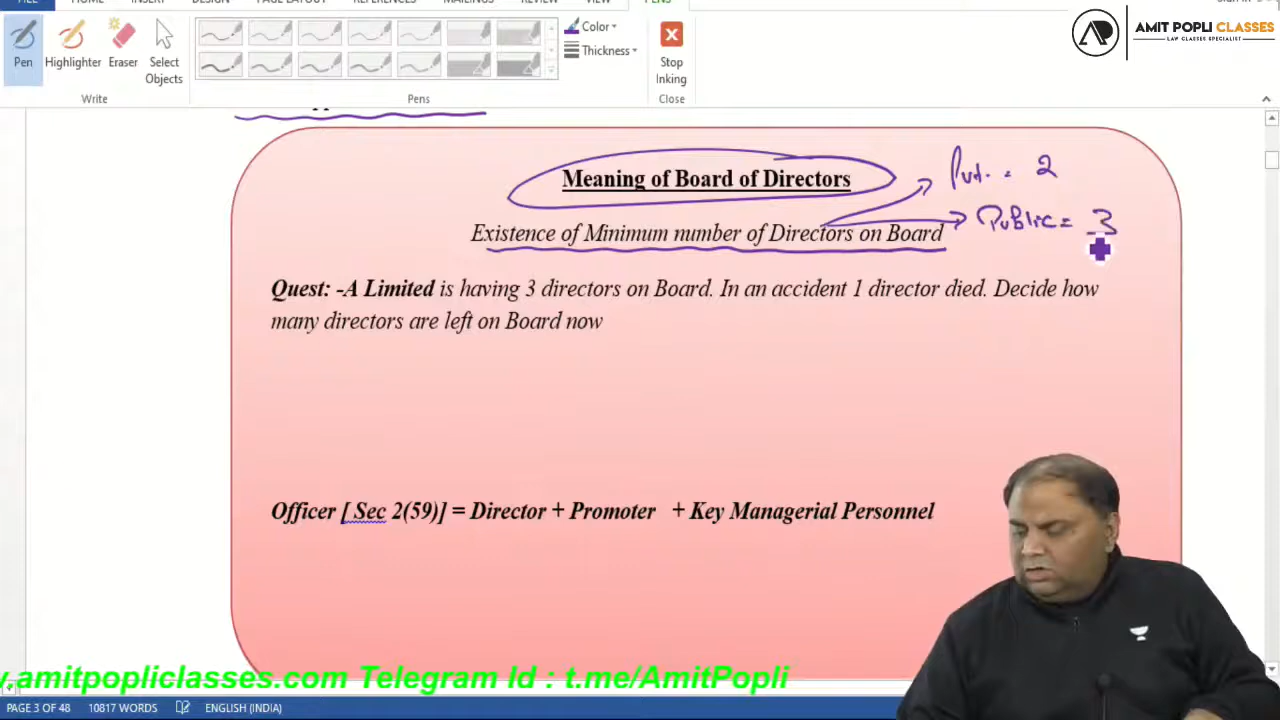 FILE HOME INSERT DESIGN PAGE LAYOUT REFERENCES MAILINGS REVIEW VIEW PENS
Pen Highlighter Eraser Select Objects
Color
Thickness
Stop Inking
Write Pens Close
AMIT POPLI CLASSES
LAW CLASSES SPECIALIST
Meaning of Board of Directors
Pvt. = 2
Public = 3
Existence of Minimum number of Directors on Board
Quest: -A Limited is having 3 directors on Board. In an accident 1 director died. Decide how
many directors are left on Board now
Officer [ Sec 2(59)] = Director + Promoter + Key Managerial Personnel
.amitpopliclasses.com Telegram Id : t.me/AmitPopli
PAGE 3 OF 48 10817 WORDS ENGLISH (INDIA)